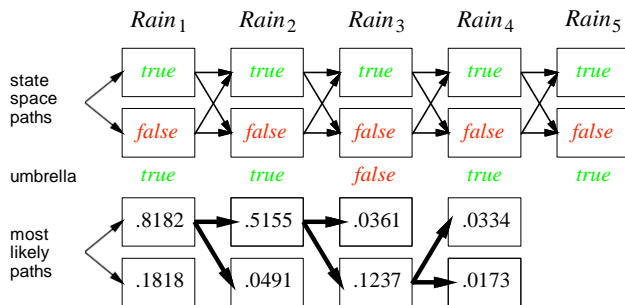 Rain1 Rain2 Rain3 Rain4 Rain5
state space paths
true true true true true
false false false false false
umbrella true true false true true
most likely paths
.8182 .5155 .0361 .0334
.1818 .0491 .1237 .0173